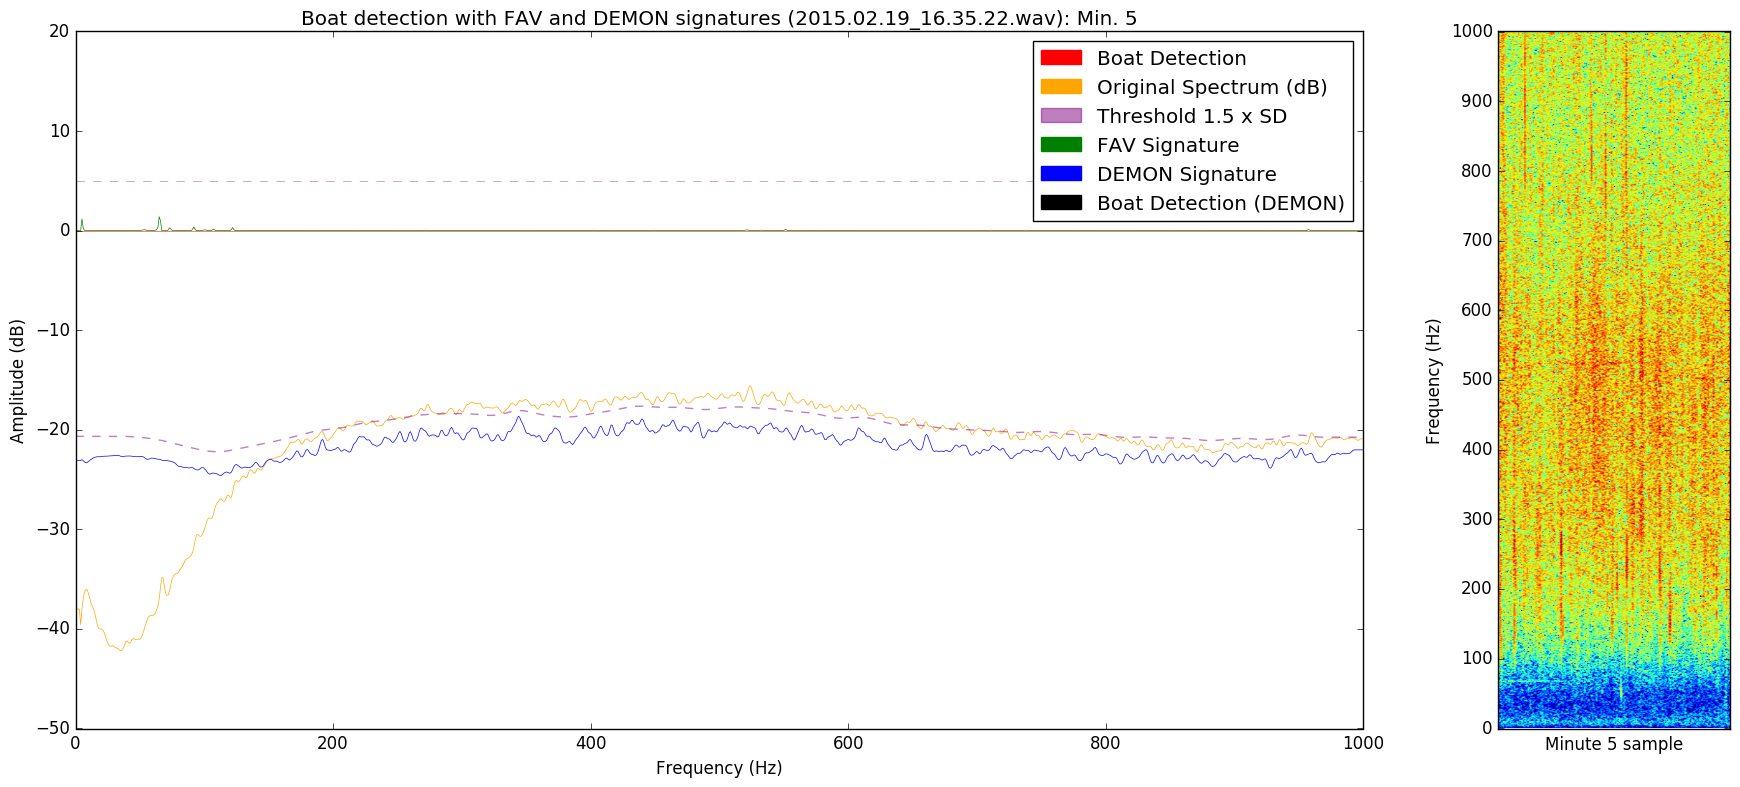 Boat detection with FAV and DEMON signatures (2015.02.19_16.35.22.wav): Min. 5
Amplitude (dB)
20
10
0
−10
−20
−30
−40
−50
Boat Detection
Original Spectrum (dB)
Threshold 1.5 x SD
FAV Signature
DEMON Signature
Boat Detection (DEMON)
0 200 400 600 800 1000
Frequency (Hz)
Frequency (Hz)
1000
900
800
700
600
500
400
300
200
100
0
Minute 5 sample